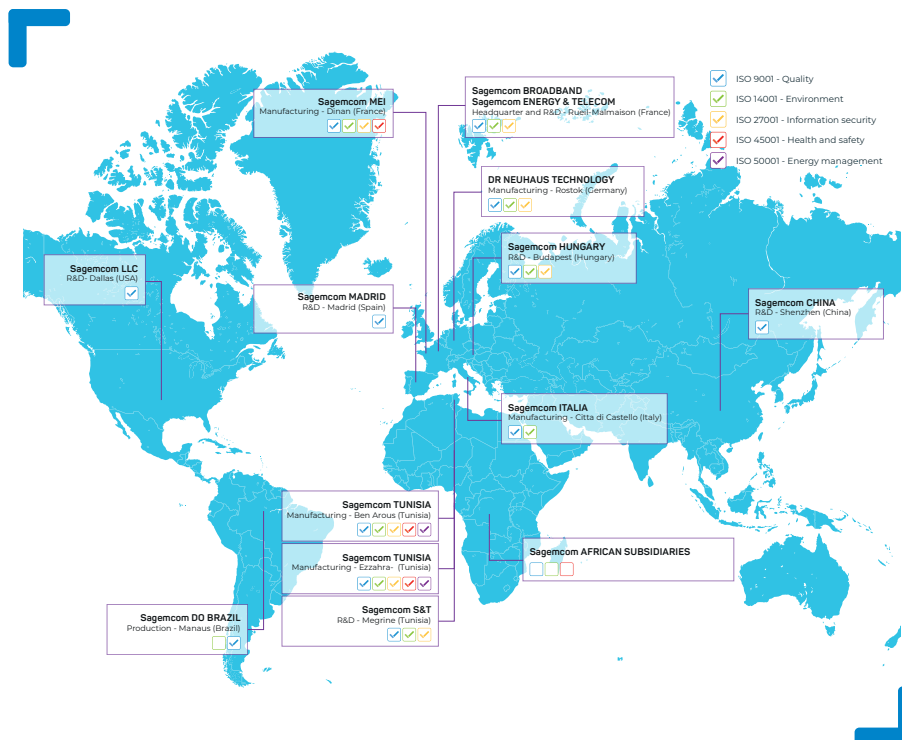 Sagemcom MEI
Manufacturing - Dinan (France)
Sagemcom BROADBAND
Sagemcom ENERGY & TELECOM
Headquarter and R&D - Rueil-Malmaison (France)
ISO 9001 - Quality
ISO 14001 - Environment
ISO 27001 - Information security
ISO 45001 - Health and safety
ISO 50001 - Energy management
DR NEUHAUS TECHNOLOGY
Manufacturing - Rostok (Germany)
Sagemcom HUNGARY
R&D - Budapest (Hungary)
Sagemcom LLC
R&D- Dallas (USA)
Sagemcom MADRID
R&D - Madrid (Spain)
Sagemcom CHINA
R&D - Shenzhen (China)
Sagemcom ITALIA
Manufacturing - Citta di Castello (Italy)
Sagemcom TUNISIA
Manufacturing - Ben Arous (Tunisia)
Sagemcom TUNISIA
Manufacturing - Ezzahra- (Tunisia)
Sagemcom AFRICAN SUBSIDIARIES
Sagemcom S&T
R&D - Megrine (Tunisia)
Sagemcom DO BRAZIL
Production - Manaus (Brazil)